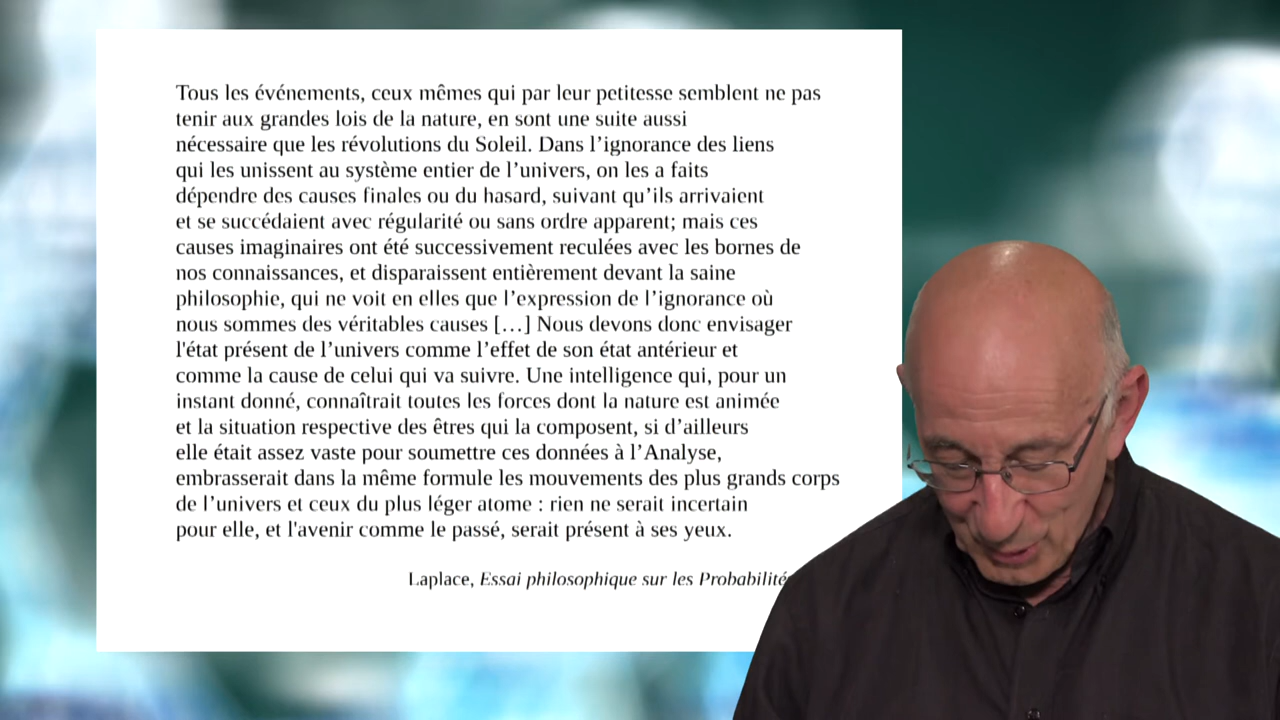 Tous les événements, ceux mêmes qui par leur petitesse semblent ne pas
tenir aux grandes lois de la nature, en sont une suite aussi
nécessaire que les révolutions du Soleil. Dans l’ignorance des liens
qui les unissent au système entier de l’univers, on les a faits
dépendre des causes finales ou du hasard, suivant qu’ils arrivaient
et se succédaient avec régularité ou sans ordre apparent; mais ces
causes imaginaires ont été successivement reculées avec les bornes de
nos connaissances, et disparaissent entièrement devant la saine
philosophie, qui ne voit en elles que l’expression de l’ignorance où
nous sommes des véritables causes […] Nous devons donc envisager
l'état présent de l’univers comme l’effet de son état antérieur et
comme la cause de celui qui va suivre. Une intelligence qui, pour un
instant donné, connaîtrait toutes les forces dont la nature est animée
et la situation respective des êtres qui la composent, si d’ailleurs
elle était assez vaste pour soumettre ces données à l’Analyse,
embrasserait dans la même formule les mouvements des plus grands corps
de l’univers et ceux du plus léger atome : rien ne serait incertain
pour elle, et l'avenir comme le passé, serait présent à ses yeux.
Laplace, Essai philosophique sur les